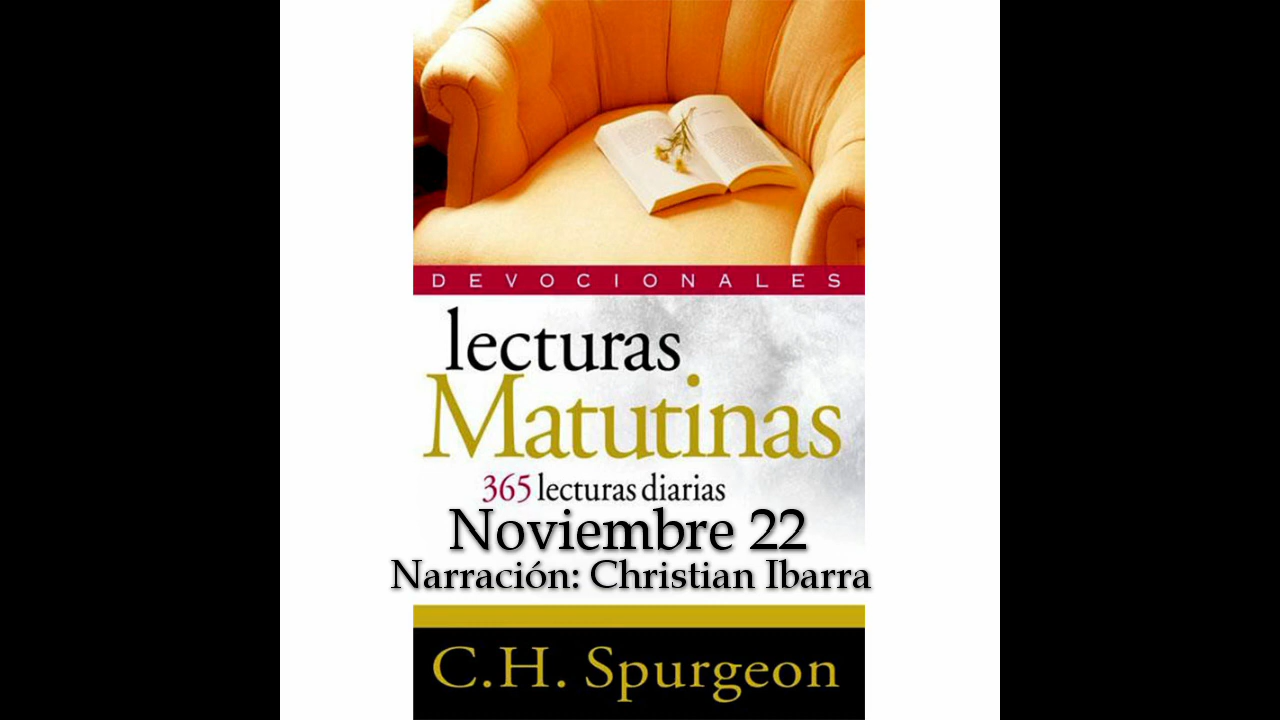 DEVOCIONALES
lecturas
Matutinas
365 lecturas diarias
Noviembre 22
Narración: Christian Ibarra
C.H. Spurgeon